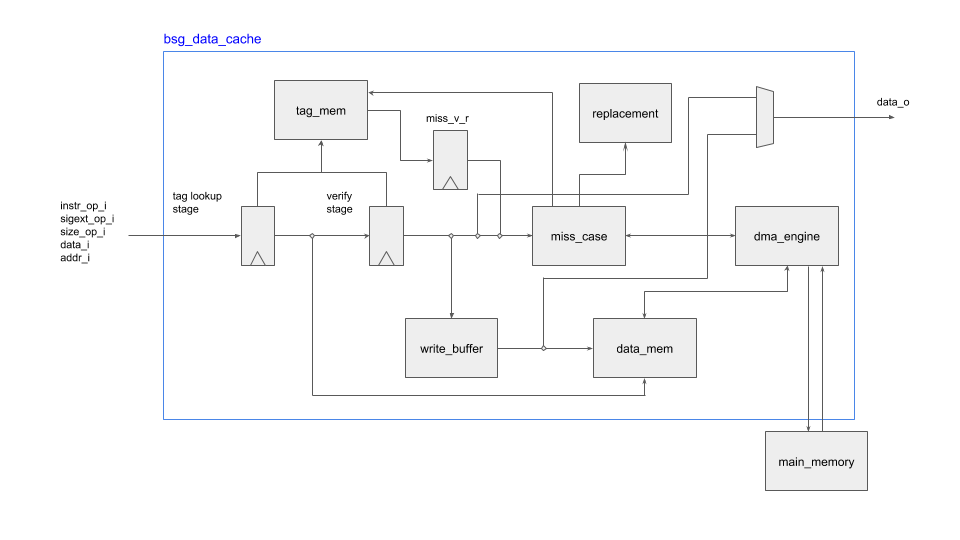 bsg_data_cache
tag_mem
miss_v_r
replacement
data_o
tag lookup
stage
verify
stage
instr_op_i
sigext_op_i
size_op_i
data_i
addr_i
miss_case
dma_engine
write_buffer
data_mem
main_memory